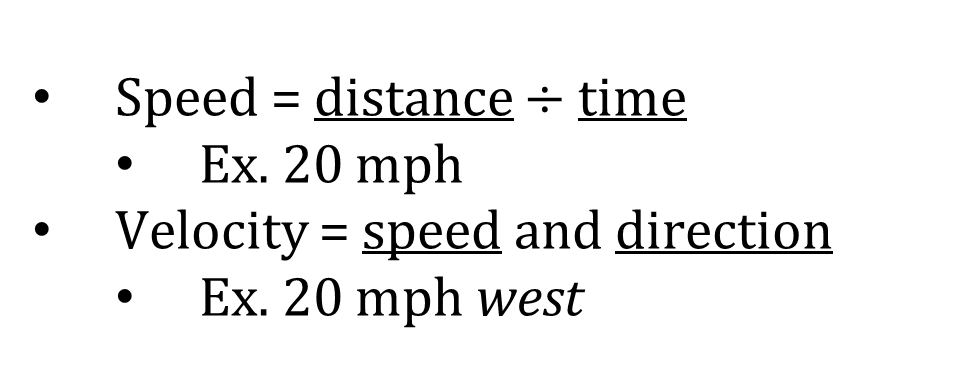 • Speed = distance ÷ time
• Ex. 20 mph
• Velocity = speed and direction
• Ex. 20 mph west